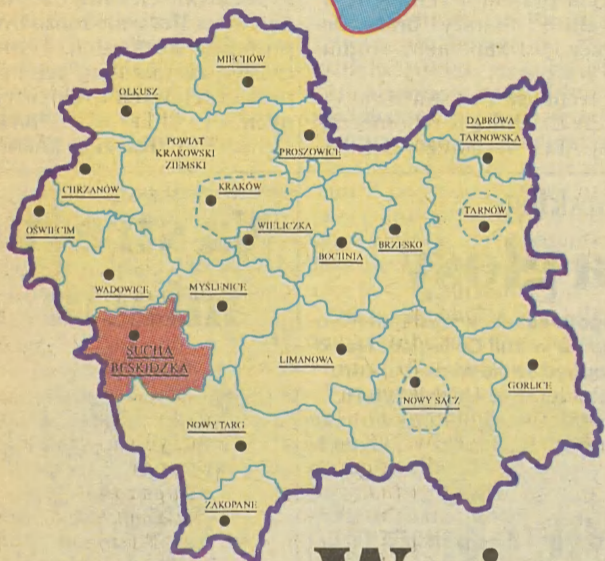 MIECHÓW
OLKUSZ
DĄBROWA
TARNOWSKA
POWIAT
KRAKOWSKI
ZIEMSKI
PROSZOWICE
CHRZANÓW
KRAKÓW
OŚWIĘCIM
TARNÓW
WIELICZKA
BOCHNIA
BRZESKO
WADOWICE
MYŚLENICE
SUCHA
BESKIDZKA
LIMANOWA
NOWY SĄCZ
GORLICE
NOWY TARG
ZAKOPANE